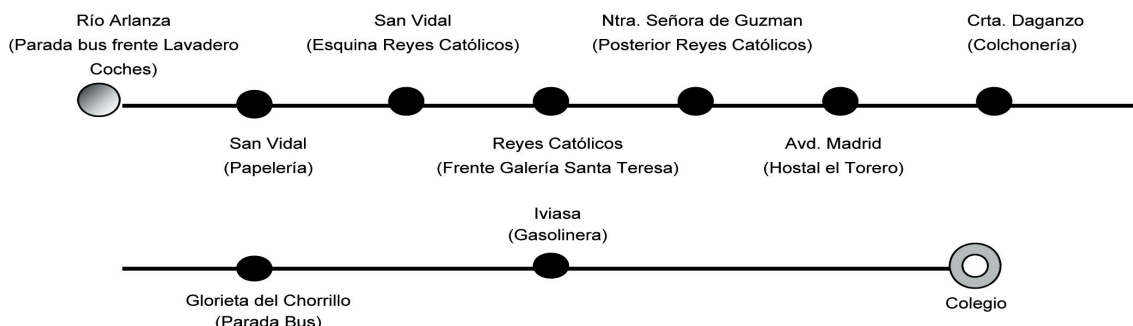 Río Arlanza
(Parada bus frente Lavadero
Coches)
San Vidal
(Papelería)
San Vidal
(Esquina Reyes Católicos)
Reyes Católicos
(Frente Galería Santa Teresa)
Ntra. Señora de Guzman
(Posterior Reyes Católicos)
Avd. Madrid
(Hostal el Torero)
Crta. Daganzo
(Colchonería)
Glorieta del Chorrillo
(Parada Bus)
Iviasa
(Gasolinera)
Colegio